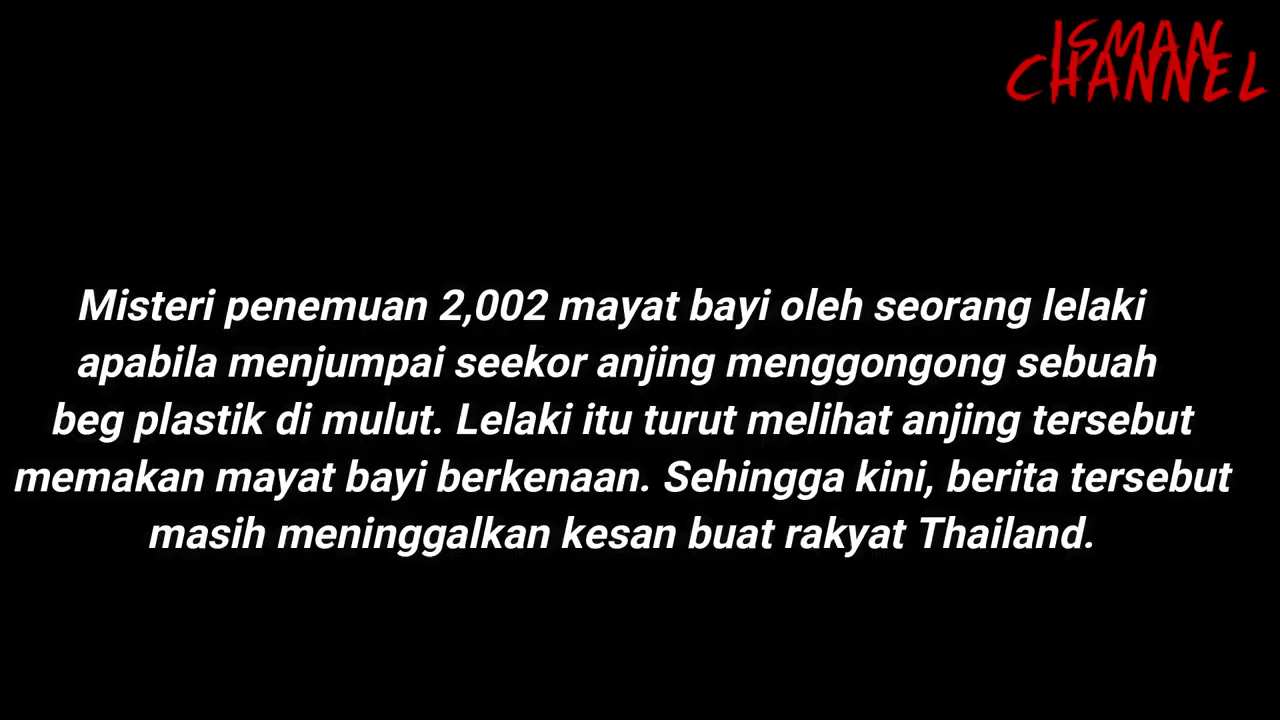 ISMAN
CHANNEL
Misteri penemuan 2,002 mayat bayi oleh seorang lelaki
apabila menjumpai seekor anjing menggongong sebuah
beg plastik di mulut. Lelaki itu turut melihat anjing tersebut
memakan mayat bayi berkenaan. Sehingga kini, berita tersebut
masih meninggalkan kesan buat rakyat Thailand.